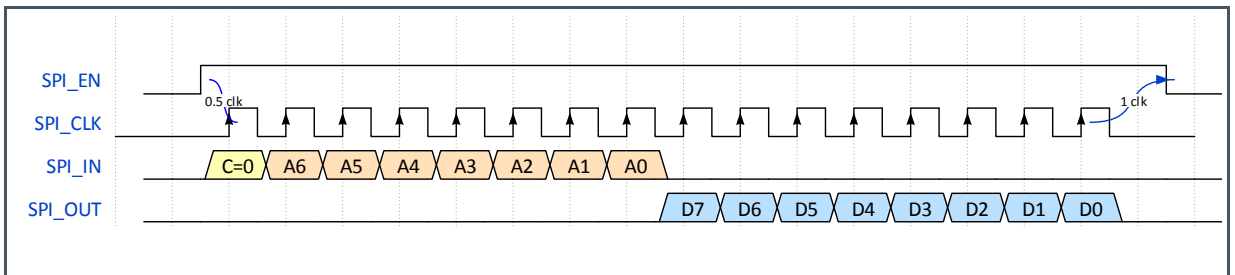 SPI_EN
0.5 clk
1 clk
SPI_CLK
SPI_IN
C=0 A6 A5 A4 A3 A2 A1 A0
SPI_OUT
D7 D6 D5 D4 D3 D2 D1 D0